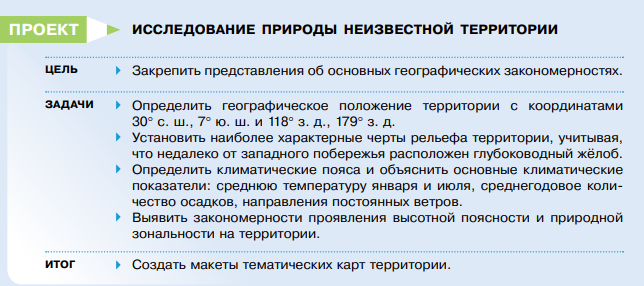 ПРОЕКТ
ИССЛЕДОВАНИЕ ПРИРОДЫ НЕИЗВЕСТНОЙ ТЕРРИТОРИИ
ЦЕЛЬ
Закрепить представления об основных географических закономерностях.
ЗАДАЧИ
Определить географическое положение территории с координатами
30° с. ш., 7° ю. ш. и 118° з. д., 179° з. д.
Установить наиболее характерные черты рельефа территории, учитывая,
что недалеко от западного побережья расположен глубоководный жёлоб.
Определить климатические пояса и объяснить основные климатические
показатели: среднюю температуру января и июля, среднегодовое коли-
чество осадков, направления постоянных ветров.
Выявить закономерности проявления высотной поясности и природной
зональности на территории.
ИТОГ
Создать макеты тематических карт территории.